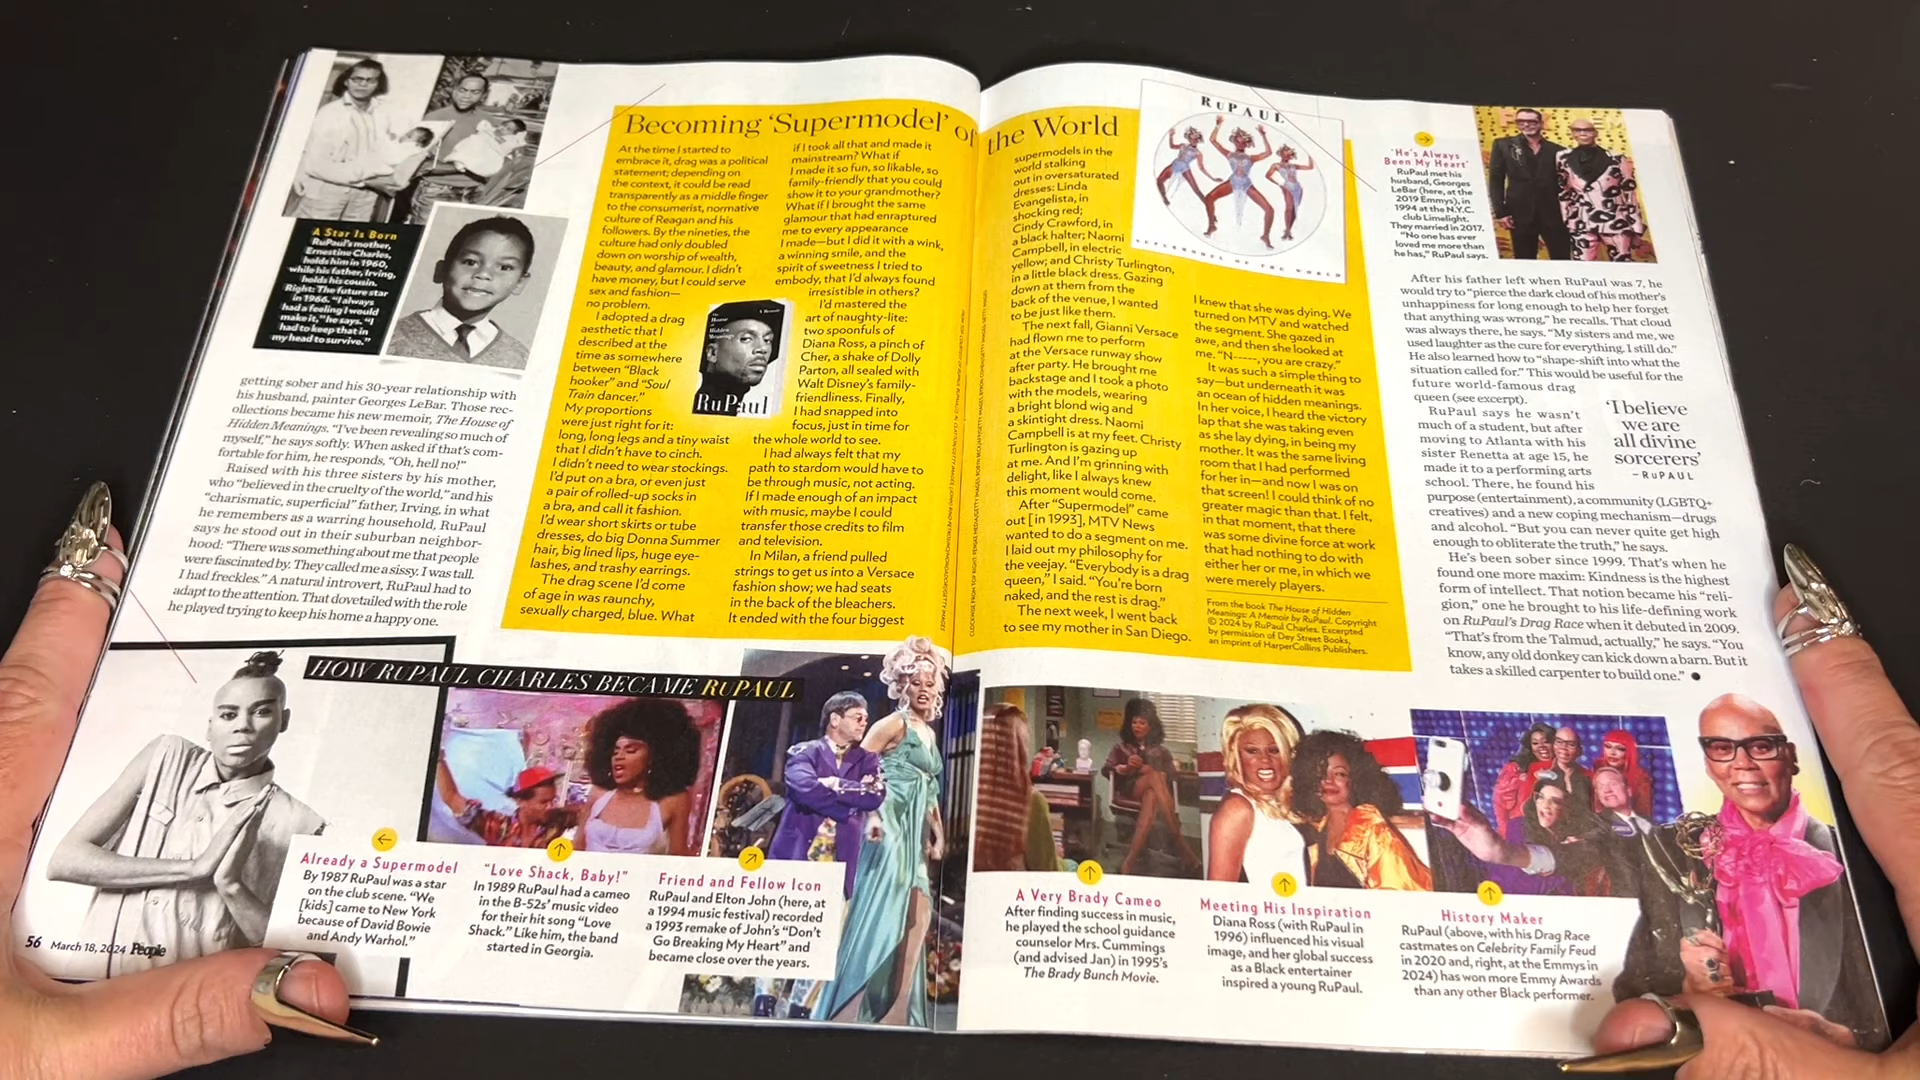 A Star Is Born
RuPaul's mother,
Ernestine Charles,
holds him in 1960,
while his father, Irving,
holds his cousin.
Right: The future star
in 1966. "I always
had a feeling I would
make it," he says. "I
had to keep that in
my head to survive."
getting sober and his 30-year relationship with
his husband, painter Georges LeBar. Those rec-
ollections became his new memoir, The House of
Hidden Meanings. "I've been revealing so much of
myself," he says softly. When asked if that's com-
fortable for him, he responds, "Oh, hell no!"
Raised with his three sisters by his mother,
who "believed in the cruelty of the world," and his
"charismatic, superficial" father, Irving, in what
he remembers as a warring household, RuPaul
says he stood out in their suburban neighbor-
hood: "There was something about me that people
were fascinated by. They called me a sissy. I was tall.
I had freckles." A natural introvert, RuPaul had to
adapt to the attention. That dovetailed with the role
he played trying to keep his home a happy one.
Becoming 'Supermodel' of the World
At the time I started to
embrace it, drag was a political
statement; depending on
the context, it could be read
transparently as a middle finger
to the consumerist, normative
culture of Reagan and his
followers. By the nineties, the
culture had only doubled
down on worship of wealth,
beauty, and glamour. I didn't
have money, but I could serve
sex and fashion—
no problem.
I adopted a drag
aesthetic that I
described at the
time as somewhere
between "Black
hooker" and "Soul
Train dancer."
My proportions
were just right for it:
long, long legs and a tiny waist
that I didn't have to cinch.
I didn't need to wear stockings.
I'd put on a bra, or even just
a pair of rolled-up socks in
a bra, and call it fashion.
I'd wear short skirts or tube
dresses, do big Donna Summer
hair, big lined lips, huge eye-
lashes, and trashy earrings.
The drag scene I'd come
of age in was raunchy,
sexually charged, blue. What
if I took all that and made it
mainstream? What if
I made it so fun, so likable, so
family-friendly that you could
show it to your grandmother?
What if I brought the same
glamour that had enraptured
me to every appearance
I made—but I did it with a wink,
a winning smile, and the
spirit of sweetness I tried to
embody, that I'd always found
irresistible in others?
I'd mastered the
art of naughty-lite:
two spoonfuls of
Diana Ross, a pinch of
Cher, a shake of Dolly
Parton, all sealed with
Walt Disney's family-
friendliness. Finally,
I had snapped into
focus, just in time for
the whole world to see.
I had always felt that my
path to stardom would have to
be through music, not acting.
If I made enough of an impact
with music, maybe I could
transfer those credits to film
and television.
In Milan, a friend pulled
strings to get us into a Versace
fashion show; we had seats
in the back of the bleachers.
It ended with the four biggest
The
House
of
Hidden
Meanings
A Memoir
RuPaul
supermodels in the
world stalking
out in oversaturated
dresses: Linda
Evangelista, in
shocking red;
Cindy Crawford, in
a black halter; Naomi
Campbell, in electric
yellow; and Christy Turlington,
in a little black dress. Gazing
down at them from the
back of the venue, I wanted
to be just like them.
The next fall, Gianni Versace
had flown me to perform
at the Versace runway show
after party. He brought me
backstage and I took a photo
with the models, wearing
a bright blond wig and
a skintight dress. Naomi
Campbell is at my feet. Christy
Turlington is gazing up
at me. And I'm grinning with
delight, like I always knew
this moment would come.
After "Supermodel" came
out [in 1993], MTV News
wanted to do a segment on me.
I laid out my philosophy for
the veejay. "Everybody is a drag
queen," I said. "You're born
naked, and the rest is drag."
The next week, I went back
to see my mother in San Diego.
RUPAUL
SUPERMODEL OF THE WORLD
I knew that she was dying. We
turned on MTV and watched
the segment. She gazed in
awe, and then she looked at
me. "N-----, you are crazy."
It was such a simple thing to
say—but underneath it was
an ocean of hidden meanings.
In her voice, I heard the victory
lap that she was taking even
as she lay dying, in being my
mother. It was the same living
room that I had performed
for her in—and now I was on
that screen! I could think of no
greater magic than that. I felt,
in that moment, that there
was some divine force at work
that had nothing to do with
either her or me, in which we
were merely players.
From the book The House of Hidden
Meanings: A Memoir by RuPaul. Copyright
© 2024 by RuPaul Charles. Excerpted
by permission of Dey Street Books,
an imprint of HarperCollins Publishers.
'He's Always
Been My Heart'
RuPaul met his
husband, Georges
LeBar (here, at the
2019 Emmys), in
1994 at the N.Y.C.
club Limelight.
They married in 2017.
"No one has ever
loved me more than
he has," RuPaul says.
After his father left when RuPaul was 7, he
would try to "pierce the dark cloud of his mother's
unhappiness for long enough to help her forget
that anything was wrong," he recalls. That cloud
was always there, he says. "My sisters and me, we
used laughter as the cure for everything. I still do."
He also learned how to "shape-shift into what the
situation called for." This would be useful for the
future world-famous drag
queen (see excerpt).
RuPaul says he wasn't
much of a student, but after
moving to Atlanta with his
sister Renetta at age 15, he
made it to a performing arts
school. There, he found his
purpose (entertainment), a community (LGBTQ+
creatives) and a new coping mechanism—drugs
and alcohol. "But you can never quite get high
enough to obliterate the truth," he says.
He's been sober since 1999. That's when he
found one more maxim: Kindness is the highest
form of intellect. That notion became his "reli-
gion," one he brought to his life-defining work
on RuPaul's Drag Race when it debuted in 2009.
"That's from the Talmud, actually," he says. "You
know, any old donkey can kick down a barn. But it
takes a skilled carpenter to build one." ●
'I believe
we are
all divine
sorcerers'
–RUPAUL
HOW RUPAUL CHARLES BECAME RUPAUL
Already a Supermodel
By 1987 RuPaul was a star
on the club scene. "We
[kids] came to New York
because of David Bowie
and Andy Warhol."
"Love Shack, Baby!"
In 1989 RuPaul had a cameo
in the B-52s' music video
for their hit song "Love
Shack." Like him, the band
started in Georgia.
Friend and Fellow Icon
RuPaul and Elton John (here, at
a 1994 music festival) recorded
a 1993 remake of John's "Don't
Go Breaking My Heart" and
became close over the years.
A Very Brady Cameo
After finding success in music,
he played the school guidance
counselor Mrs. Cummings
(and advised Jan) in 1995's
The Brady Bunch Movie.
Meeting His Inspiration
Diana Ross (with RuPaul in
1996) influenced his visual
image, and her global success
as a Black entertainer
inspired a young RuPaul.
History Maker
RuPaul (above, with his Drag Race
castmates on Celebrity Family Feud
in 2020 and, right, at the Emmys in
2024) has won more Emmy Awards
than any other Black performer.
56 March 18, 2024 People